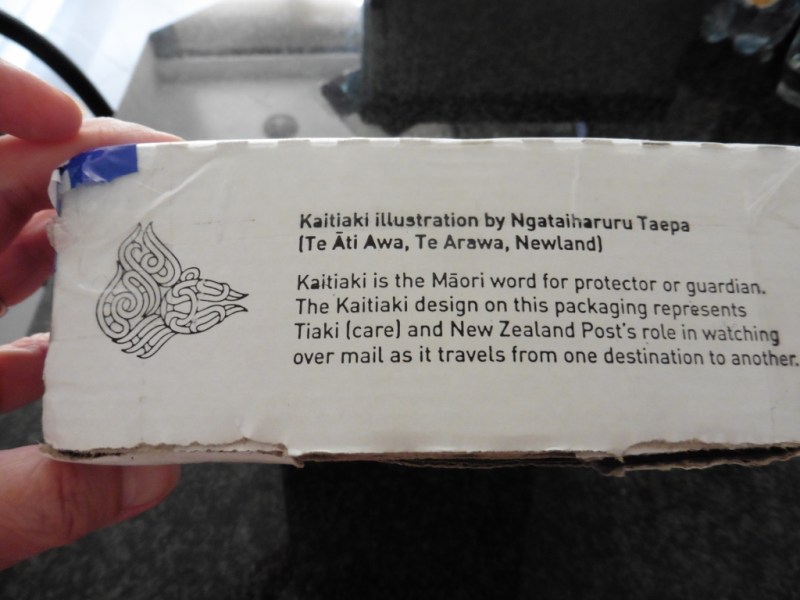 Kaitiaki illustration by Ngataiharuru Taepa
(Te Āti Awa, Te Arawa, Newland)
Kaitiaki is the Māori word for protector or guardian.
The Kaitiaki design on this packaging represents
Tiaki (care) and New Zealand Post's role in watching
over mail as it travels from one destination to another.